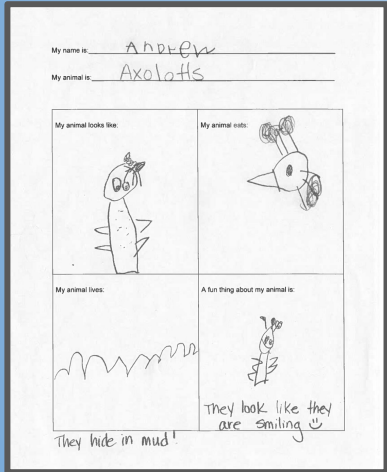 My name is: Andrew
My animal is: Axolotls
My animal looks like:
My animal eats:
My animal lives:
A fun thing about my animal is:
They look like they
are smiling
They hide in mud!